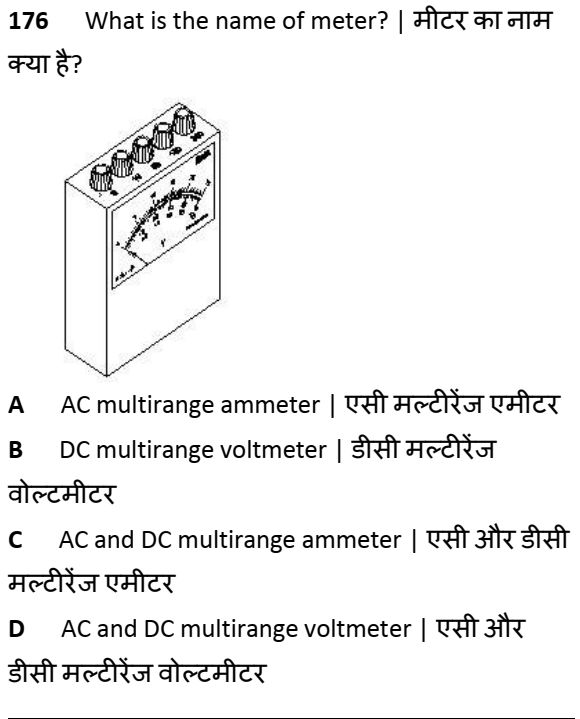 176 What is the name of meter? | मीटर का नाम
क्या है?
V
A AC multirange ammeter | एसी मल्टीरेंज एमीटर
B DC multirange voltmeter | डीसी मल्टीरेंज
वोल्टमीटर
C AC and DC multirange ammeter | एसी और डीसी
मल्टीरेंज एमीटर
D AC and DC multirange voltmeter | एसी और
डीसी मल्टीरेंज वोल्टमीटर